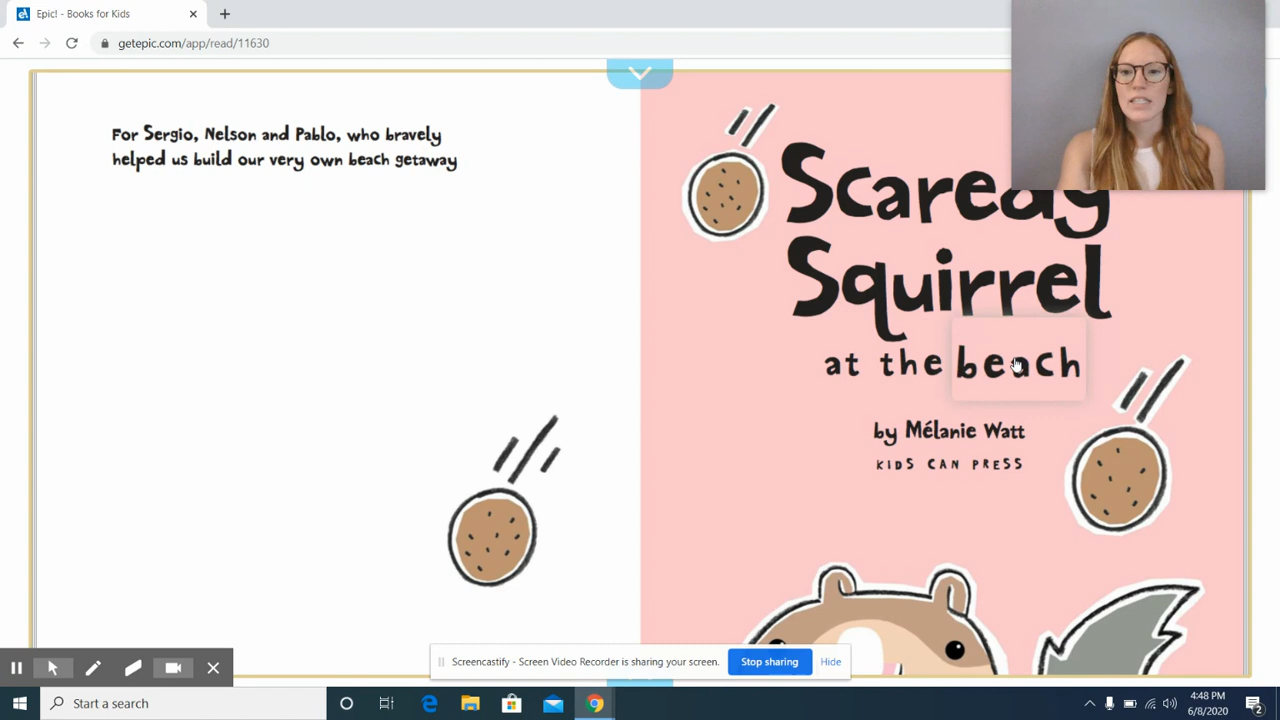 Epic! - Books for Kids
getepic.com/app/read/11630
For Sergio, Nelson and Pablo, who bravely
helped us build our very own beach getaway
Scaredy
Squirrel
at the beach
by Mélanie Watt
KIDS CAN PRESS
Screencastify - Screen Video Recorder is sharing your screen.
Stop sharing
Hide
Start a search
4:48 PM
6/8/2020
2